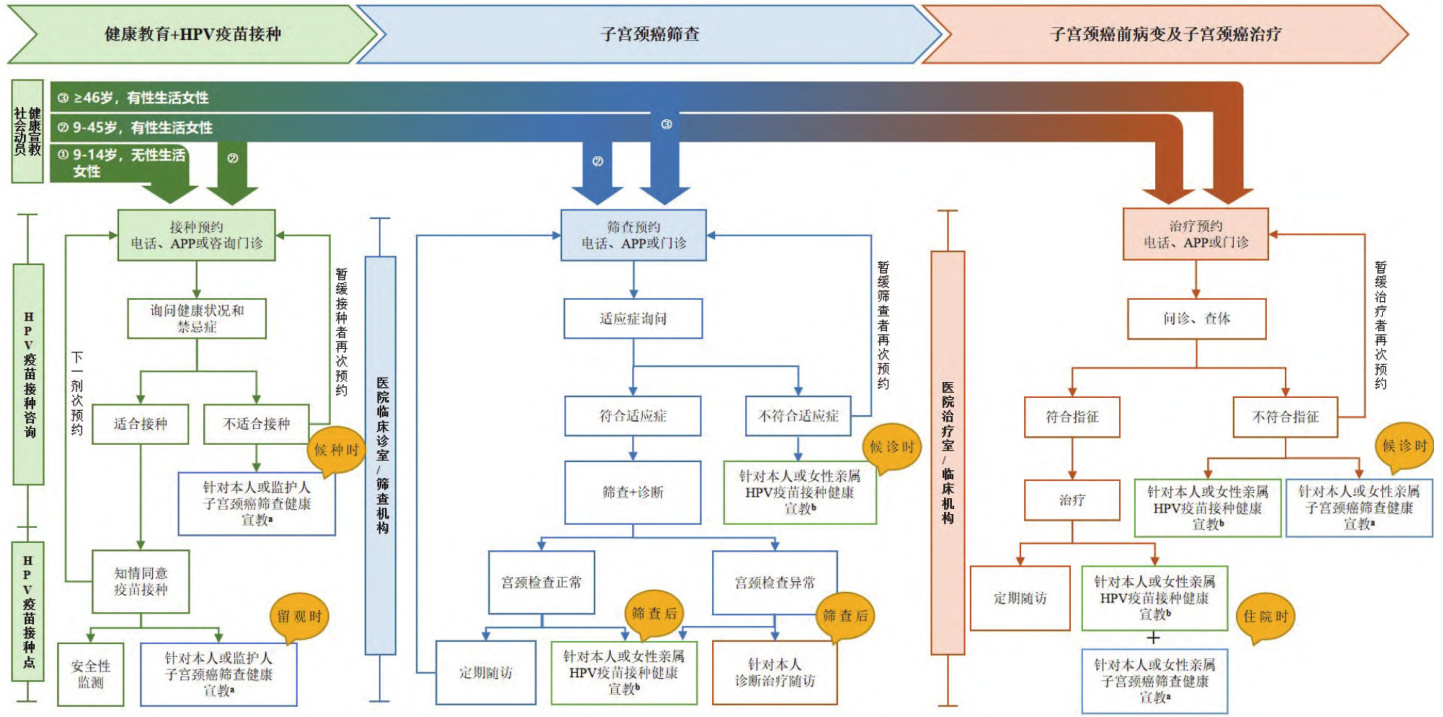 健康教育+HPV疫苗接种
子宫颈癌筛查
子宫颈癌前病变及子宫颈癌治疗
健康宣教
社会动员
③ ≥46岁，有性生活女性
② 9-45岁，有性生活女性
① 9-14岁，无性生活
女性
②
②
③
HPV疫苗接种咨询
HPV疫苗接种点
接种预约
电话、APP或咨询门诊
询问健康状况和
禁忌症
适合接种
不适合接种
下一剂次预约
暂缓接种者再次预约
候种时
针对本人或监护人
子宫颈癌筛查健康
宣教a
知情同意
疫苗接种
留观时
安全性
监测
针对本人或监护人
子宫颈癌筛查健康
宣教a
医院临床诊室/筛查机构
筛查预约
电话、APP或门诊
适应症询问
符合适应症
不符合适应症
暂缓筛查者再次预约
候诊时
筛查+诊断
针对本人或女性亲属
HPV疫苗接种健康
宣教b
宫颈检查正常
宫颈检查异常
筛查后
筛查后
定期随访
针对本人或女性亲属
HPV疫苗接种健康
宣教b
针对本人
诊断治疗随访
医院治疗室/临床机构
治疗预约
电话、APP或门诊
问诊、查体
符合指征
不符合指征
暂缓治疗者再次预约
候诊时
治疗
针对本人或女性亲属
HPV疫苗接种健康
宣教b
针对本人或女性亲属
子宫颈癌筛查健康
宣教a
定期随访
针对本人或女性亲属
HPV疫苗接种健康
宣教b
住院时
+
针对本人或女性亲属
子宫颈癌筛查健康
宣教a